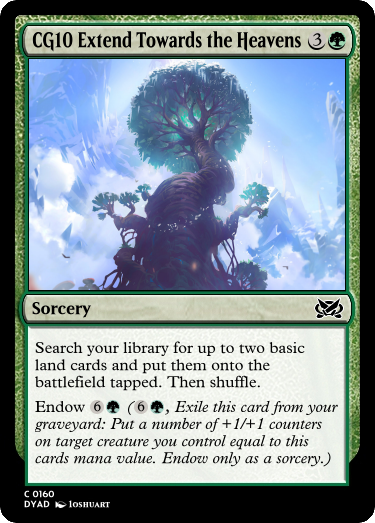 CG10 Extend Towards the Heavens 3
Sorcery
Search your library for up to two basic
land cards and put them onto the
battlefield tapped. Then shuffle.
Endow 6 (6, Exile this card from your
graveyard: Put a number of +1/+1 counters
on target creature you control equal to this
cards mana value. Endow only as a sorcery.)
C 0160
DYAD Ioshuart